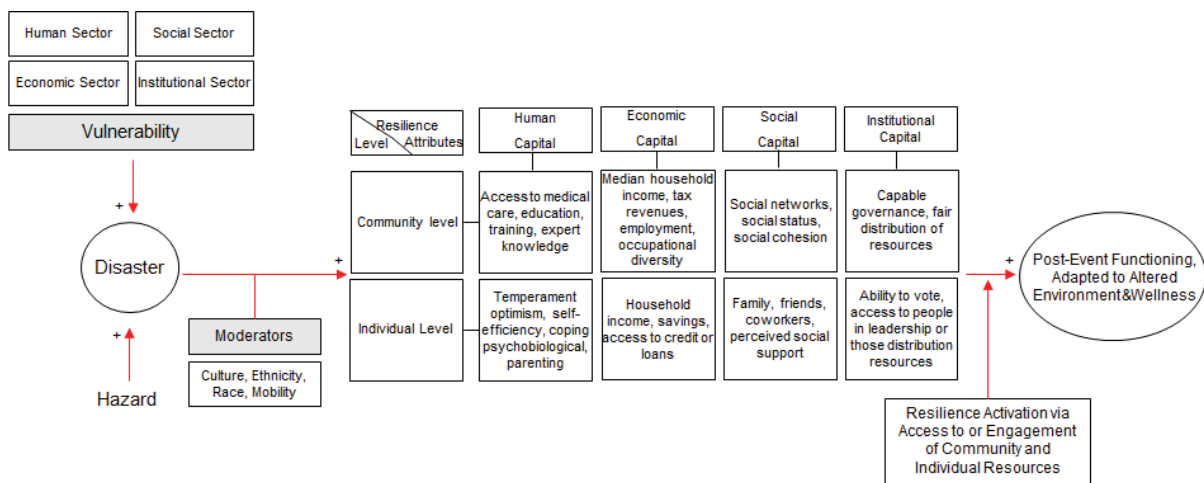 Human Sector
Social Sector
Economic Sector
Institutional Sector
Vulnerability
+
Disaster
+
Hazard
Moderators
Culture, Ethnicity,
Race, Mobility
+
Resilience
Level Attributes
Human
Capital
Economic
Capital
Social
Capital
Institutional
Capital
Community level
Access to medical
care, education,
training, expert
knowledge
Median household
income, tax
revenues,
employment,
occupational
diversity
Social networks,
social status,
social cohesion
Capable
governance, fair
distribution of
resources
Individual Level
Temperament
optimism, self-
efficiency, coping
psychobiological,
parenting
Household
income, savings,
access to credit or
loans
Family, friends,
coworkers,
perceived social
support
Ability to vote,
access to people
in leadership or
those distribution
resources
+
Post-Event Functioning,
Adapted to Altered
Environment&Wellness
Resilience Activation via
Access to or Engagement
of Community and
Individual Resources